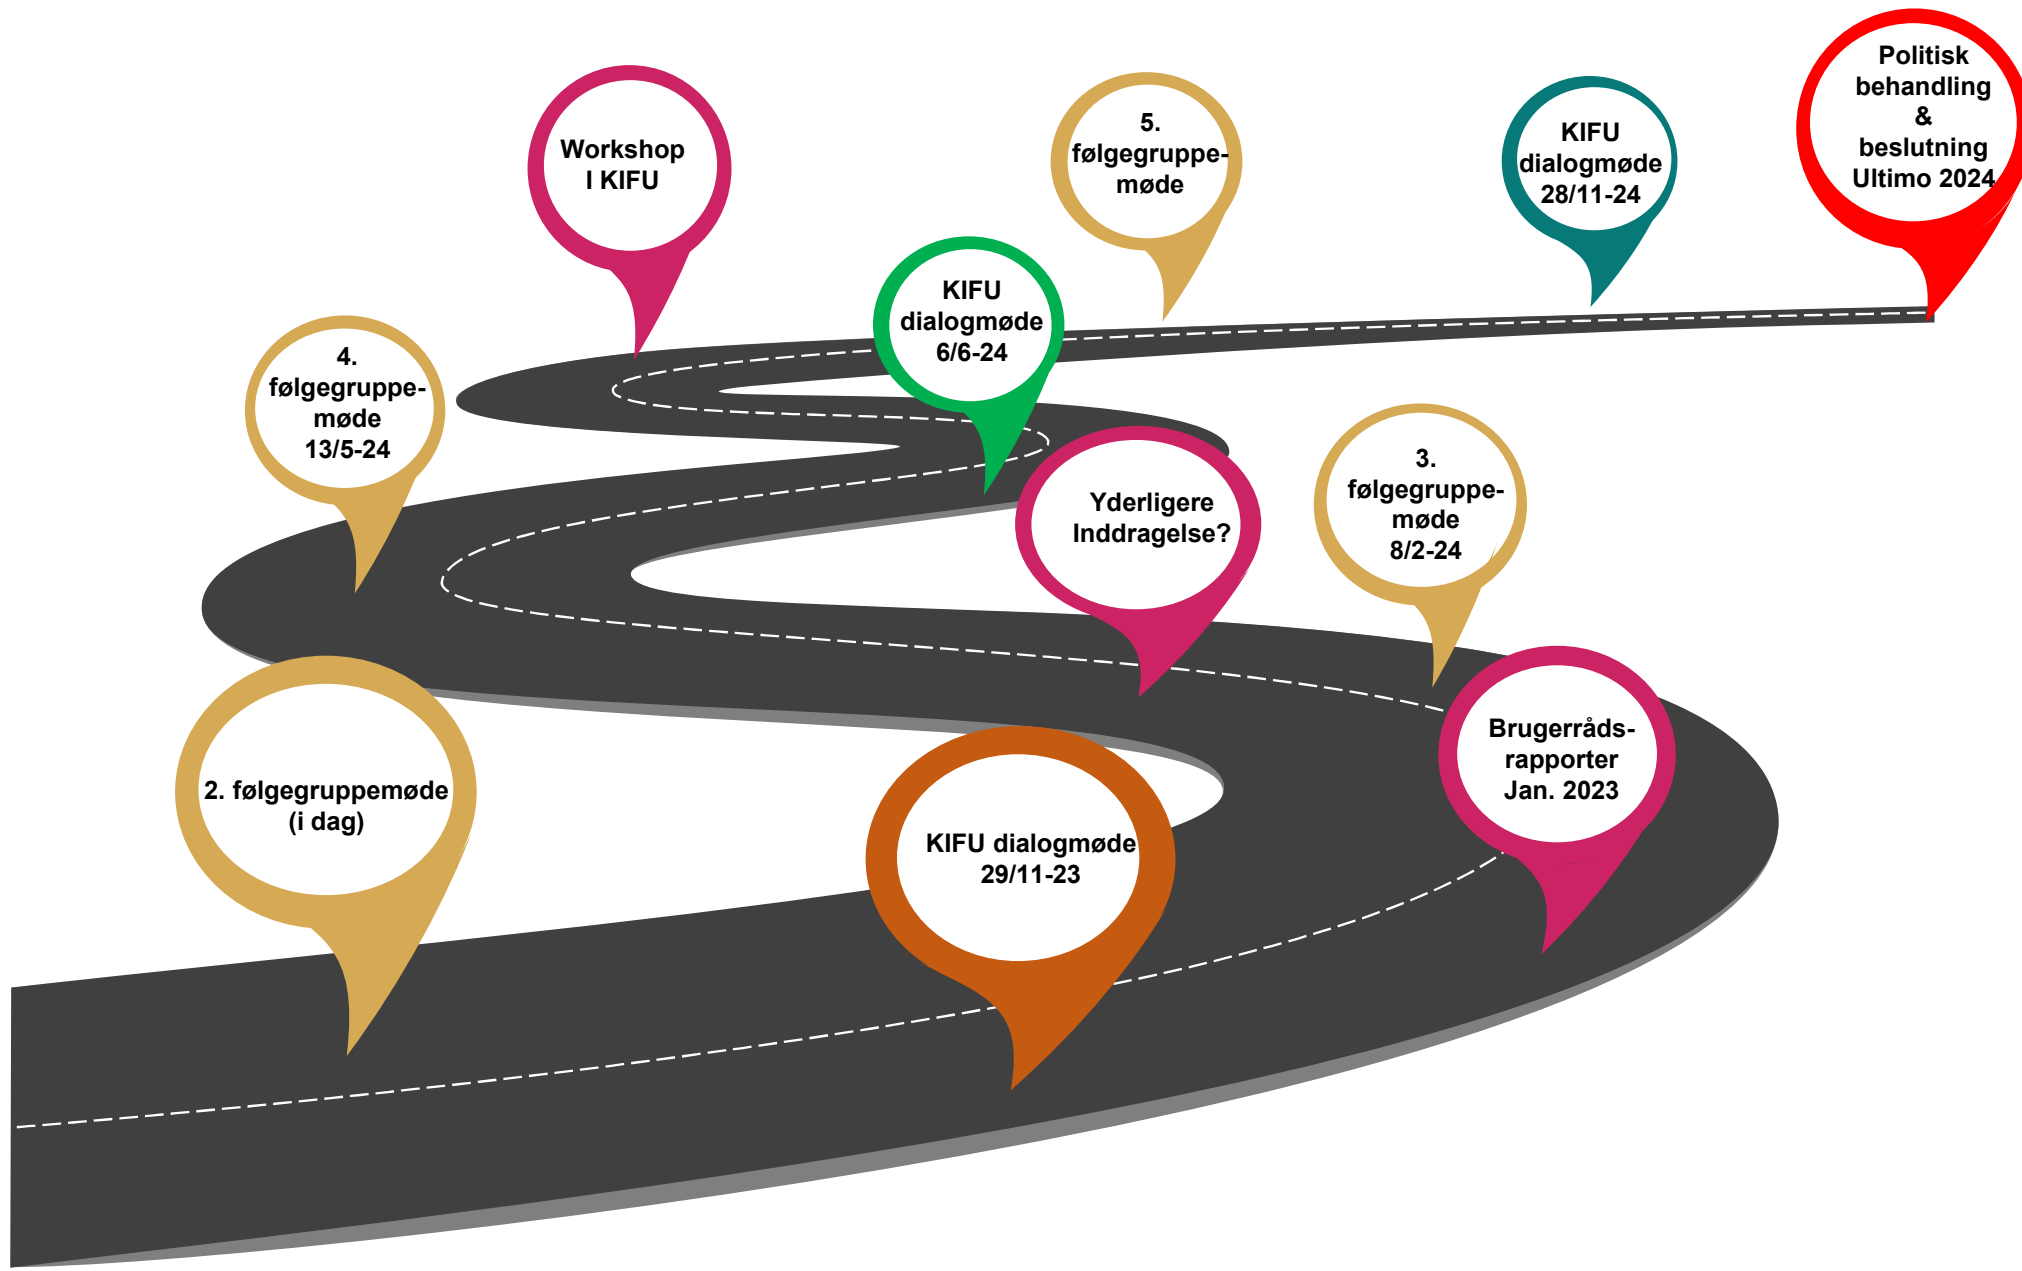 Politisk
behandling
&
beslutning
Ultimo 2024
Workshop
I KIFU
5.
følgegruppe-
møde
KIFU
dialogmøde
28/11-24
KIFU
dialogmøde
6/6-24
4.
følgegruppe-
møde
13/5-24
Yderligere
Inddragelse?
3.
følgegruppe-
møde
8/2-24
Brugerråds-
rapporter
Jan. 2023
2. følgegruppemøde
(i dag)
KIFU dialogmøde
29/11-23